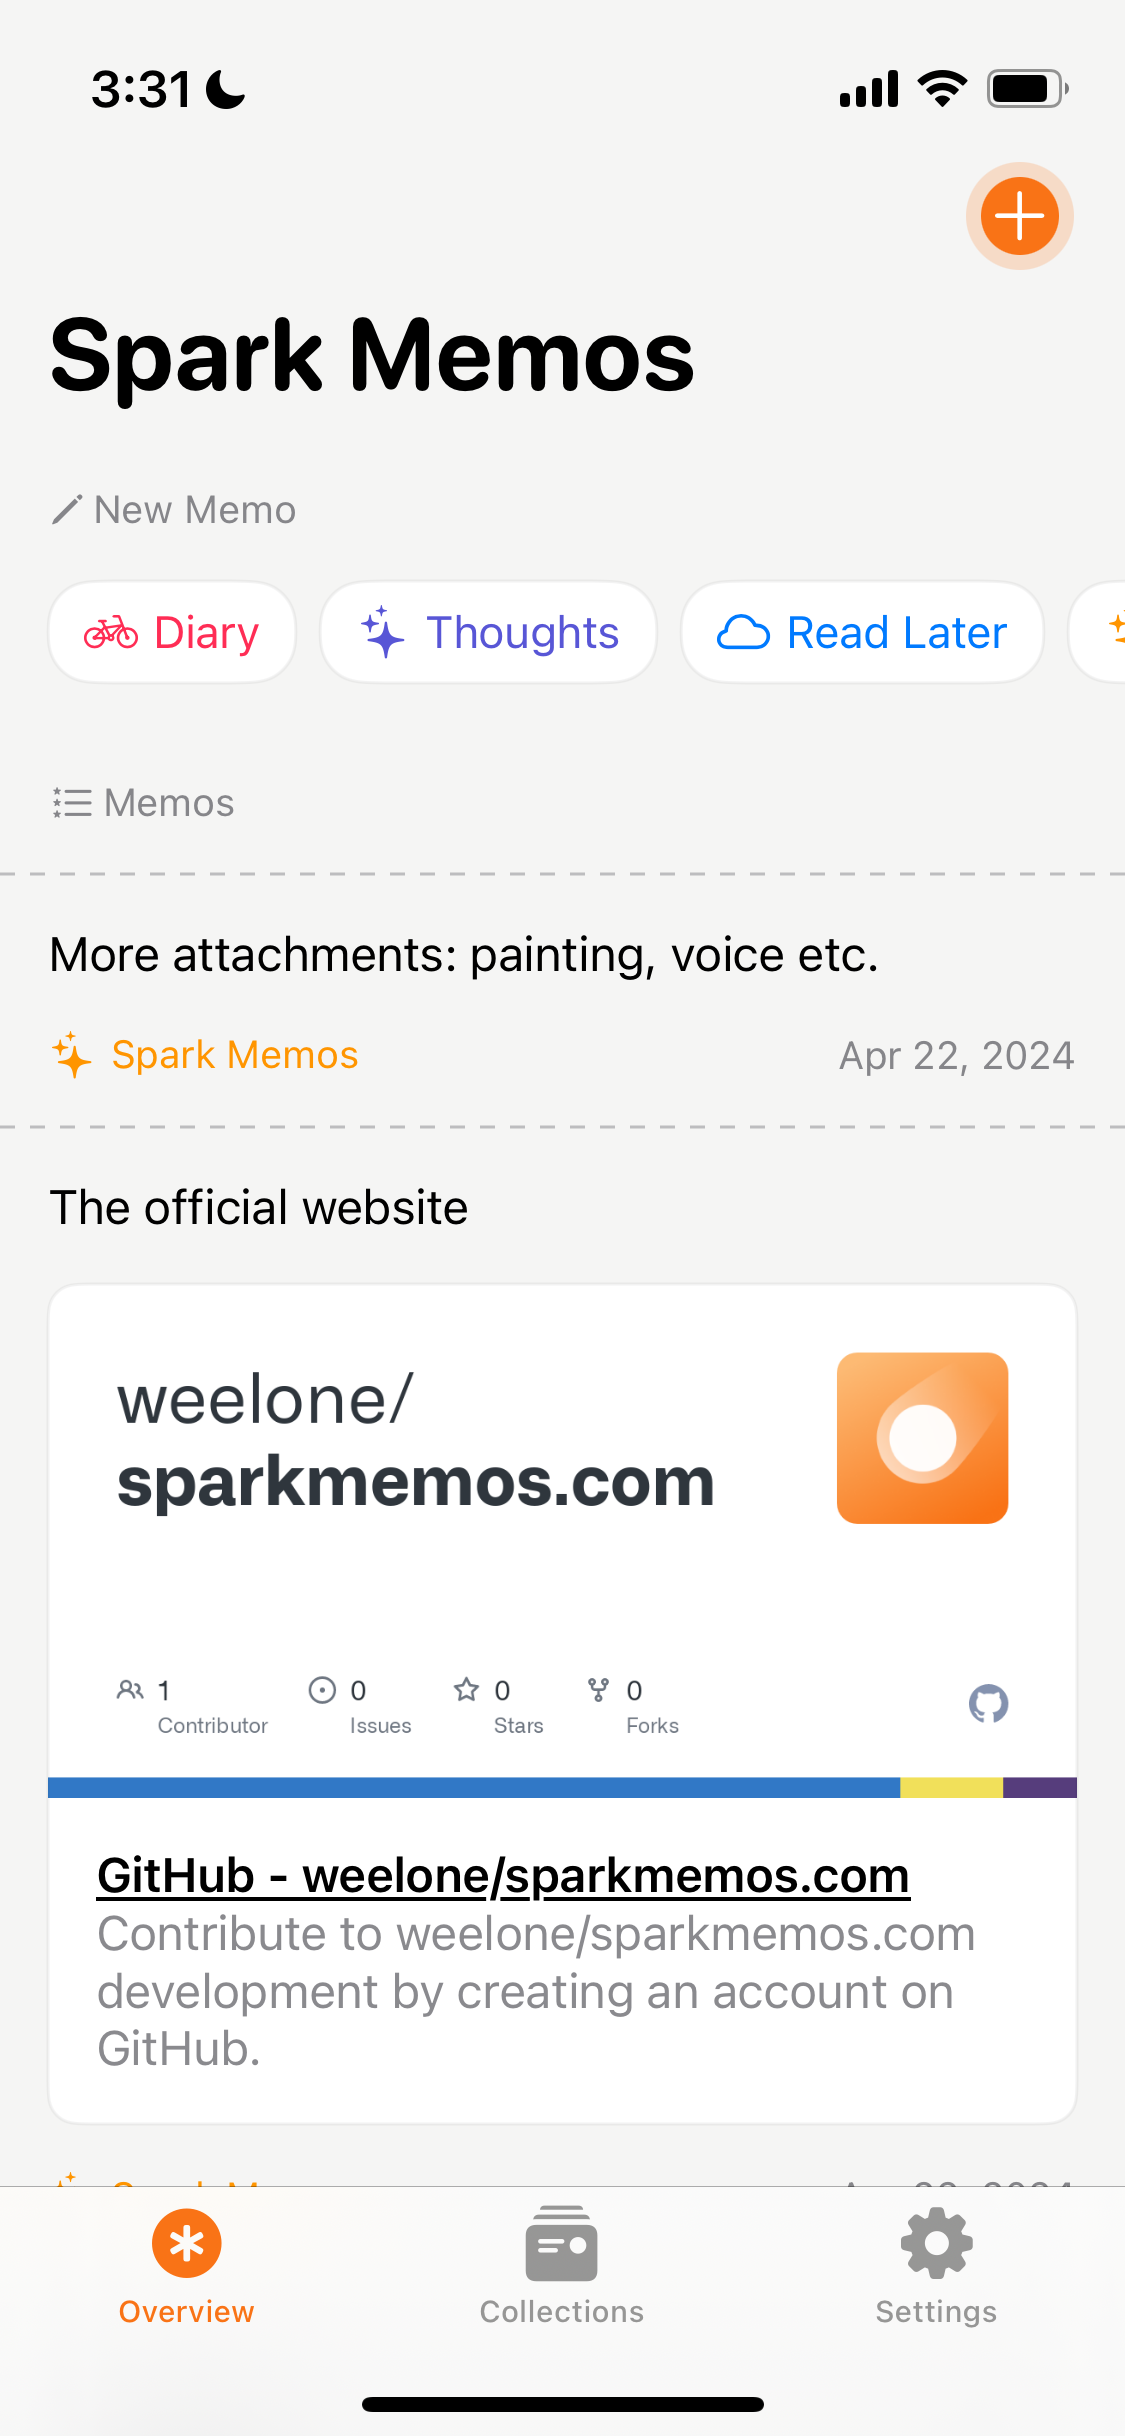 3:31
Spark Memos
New Memo
Diary
Thoughts
Read Later
Memos
More attachments: painting, voice etc.
Spark Memos
Apr 22, 2024
The official website
weelone/
sparkmemos.com
1
Contributor
0
Issues
0
Stars
0
Forks
GitHub - weelone/sparkmemos.com
Contribute to weelone/sparkmemos.com
development by creating an account on
GitHub.
Overview
Collections
Settings